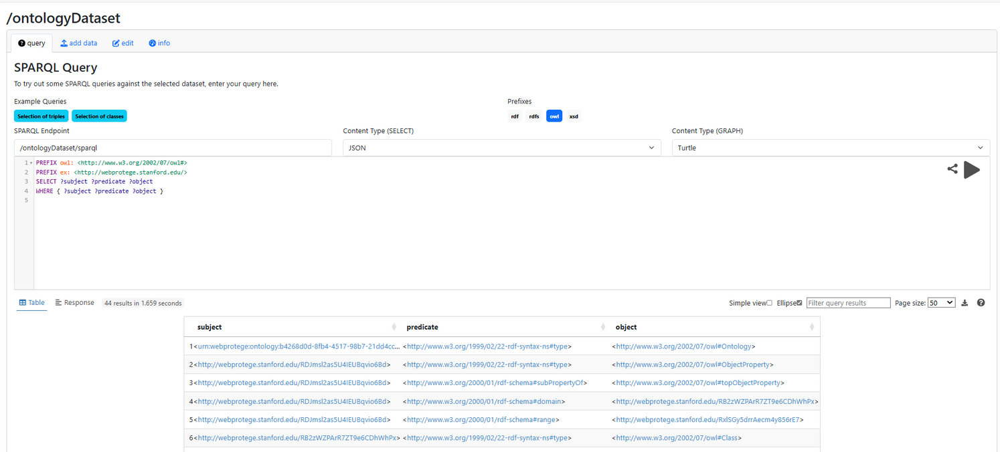 /ontologyDataset
query add data edit info
SPARQL Query
To try out some SPARQL queries against the selected dataset, enter your query here.
Example Queries Prefixes
Selection of triples Selection of classes rdf rdfs owl xsd
SPARQL Endpoint Content Type (SELECT) Content Type (GRAPH)
/ontologyDataset/sparql JSON Turtle
1 PREFIX owl: <http://www.w3.org/2002/07/owl#>
2 PREFIX ex: <http://webprotege.stanford.edu/>
3 SELECT ?subject ?predicate ?object
4 WHERE { ?subject ?predicate ?object }
5
Table Response 44 results in 1.659 seconds Simple view Ellipse Filter query results Page size: 50
subject predicate object
1 <urn:webprotege:ontology:b4268d0d-8fb4-4517-98b7-21dd4cc... <http://www.w3.org/1999/02/22-rdf-syntax-ns#type> <http://www.w3.org/2002/07/owl#Ontology>
2 <http://webprotege.stanford.edu/RDJmsl2as5U4IEUBqvio6Bd> <http://www.w3.org/1999/02/22-rdf-syntax-ns#type> <http://www.w3.org/2002/07/owl#ObjectProperty>
3 <http://webprotege.stanford.edu/RDJmsl2as5U4IEUBqvio6Bd> <http://www.w3.org/2000/01/rdf-schema#subPropertyOf> <http://www.w3.org/2002/07/owl#topObjectProperty>
4 <http://webprotege.stanford.edu/RDJmsl2as5U4IEUBqvio6Bd> <http://www.w3.org/2000/01/rdf-schema#domain> <http://webprotege.stanford.edu/RB2zWZPArR7ZT9e6CDhWhPx>
5 <http://webprotege.stanford.edu/RDJmsl2as5U4IEUBqvio6Bd> <http://www.w3.org/2000/01/rdf-schema#range> <http://webprotege.stanford.edu/RxlSGy5drrAecm4y856rE7>
6 <http://webprotege.stanford.edu/RB2zWZPArR7ZT9e6CDhWhPx> <http://www.w3.org/1999/02/22-rdf-syntax-ns#type> <http://www.w3.org/2002/07/owl#Class>